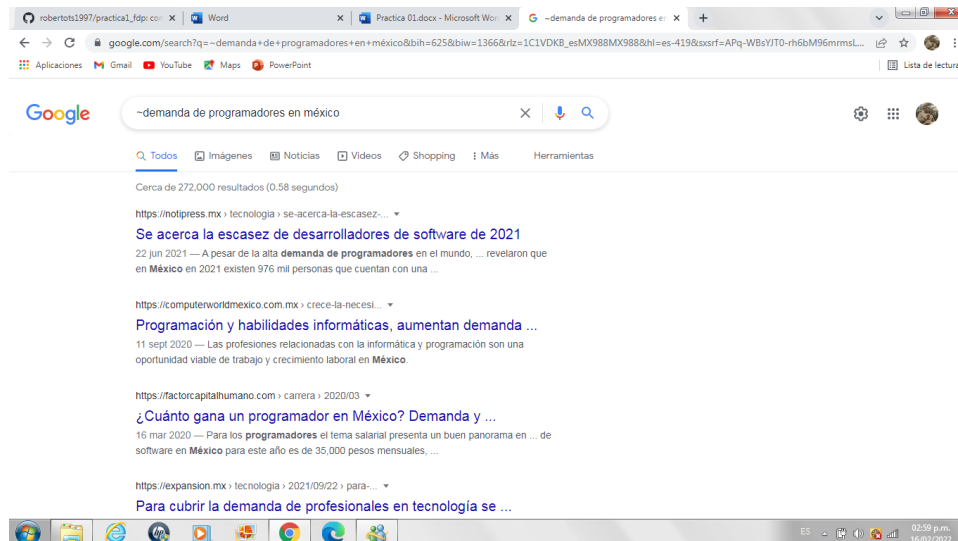 robertots1997/practica1_fdp: con
Word
Practica 01.docx - Microsoft Wor
~demanda de programadores en
google.com/search?q=~demanda+de+programadores+en+méxico&bih=625&biw=1366&rlz=1C1VDKB_esMX988MX988&hl=es-419&sxsrf=APq-WBsYJT0-rh6bM96mrmsL...
Aplicaciones Gmail YouTube Maps PowerPoint Lista de lectura
Google ~demanda de programadores en méxico
Todos Imágenes Noticias Videos Shopping Más Herramientas
Cerca de 272,000 resultados (0.58 segundos)
https://notipress.mx › tecnologia › se-acerca-la-escasez-...
Se acerca la escasez de desarrolladores de software de 2021
22 jun 2021 — A pesar de la alta demanda de programadores en el mundo, ... revelaron que
en México en 2021 existen 976 mil personas que cuentan con una ...
https://computerworldmexico.com.mx › crece-la-necesi...
Programación y habilidades informáticas, aumentan demanda ...
11 sept 2020 — Las profesiones relacionadas con la informática y programación son una
oportunidad viable de trabajo y crecimiento laboral en México.
https://factorcapitalhumano.com › carrera › 2020/03
¿Cuánto gana un programador en México? Demanda y ...
16 mar 2020 — Para los programadores el tema salarial presenta un buen panorama en ... de
software en México para este año es de 35,000 pesos mensuales, ...
https://expansion.mx › tecnologia › 2021/09/22 › para-...
Para cubrir la demanda de profesionales en tecnología se ...
ES 02:59 p.m.
16/02/2022